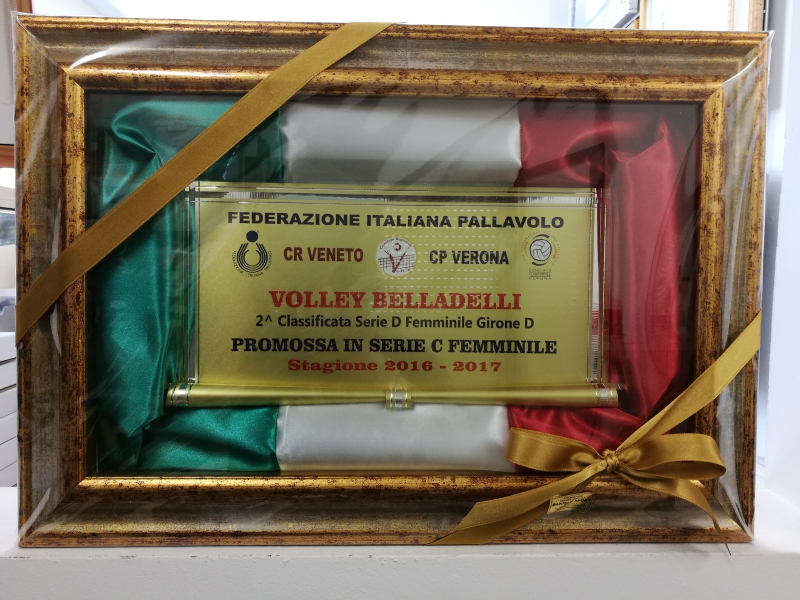 FEDERAZIONE ITALIANA PALLAVOLO
CR VENETO CP VERONA
VOLLEY BELLADELLI
2^ Classificata Serie D Femminile Girone D
PROMOSSA IN SERIE C FEMMINILE
Stagione 2016 - 2017